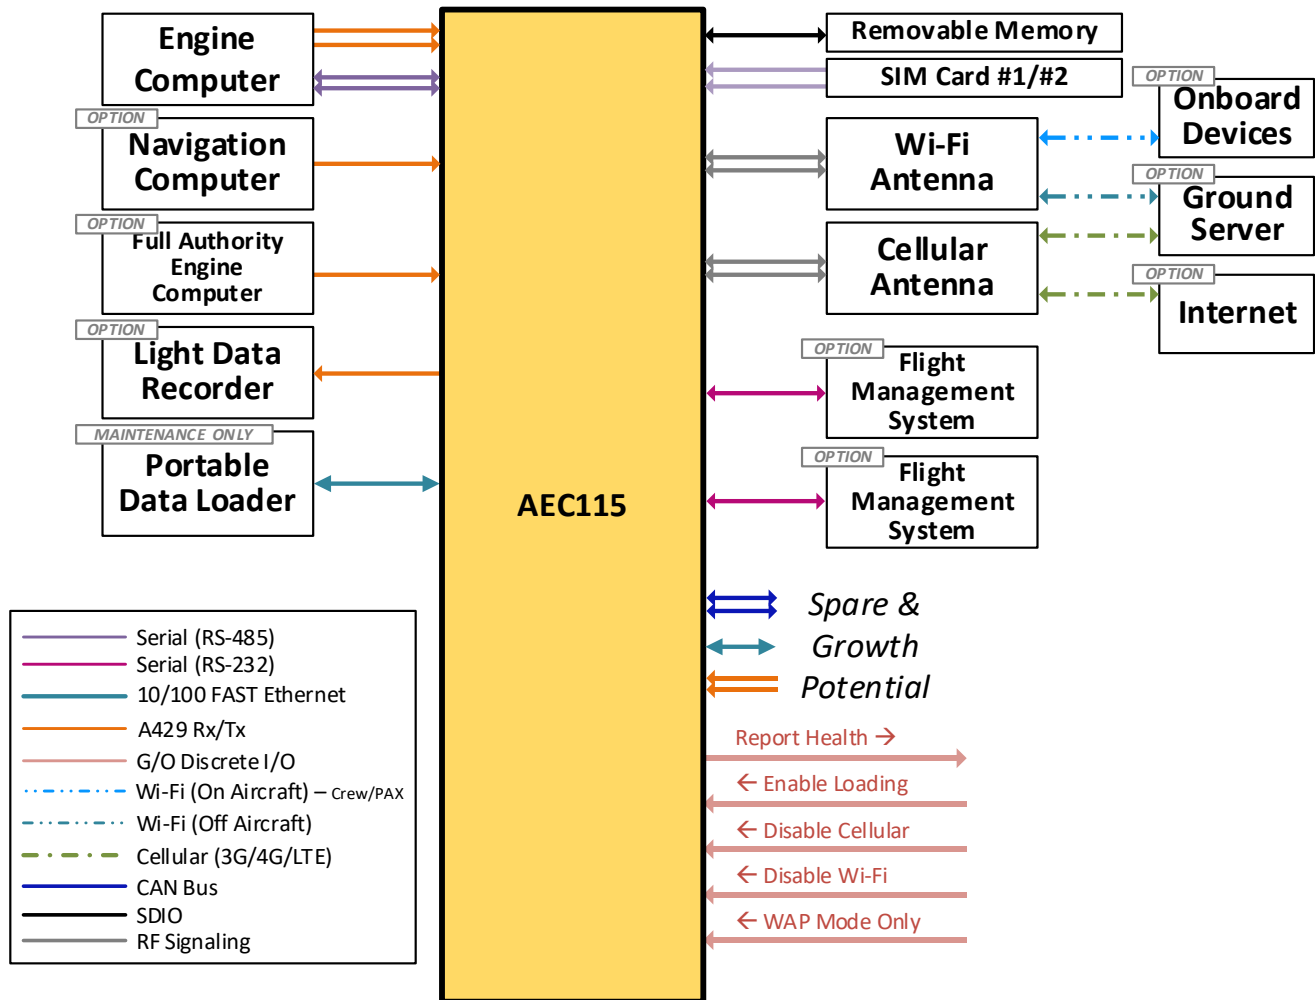 Engine
Computer
OPTION
Navigation
Computer
OPTION
Full Authority
Engine
Computer
OPTION
Light Data
Recorder
MAINTENANCE ONLY
Portable
Data Loader
AEC115
Removable Memory
SIM Card #1/#2
Wi-Fi
Antenna
Cellular
Antenna
OPTION
Onboard
Devices
OPTION
Ground
Server
OPTION
Internet
OPTION
Flight
Management
System
OPTION
Flight
Management
System
Spare &
Growth
Potential
Report Health →
← Enable Loading
← Disable Cellular
← Disable Wi-Fi
← WAP Mode Only
Serial (RS-485)
Serial (RS-232)
10/100 FAST Ethernet
A429 Rx/Tx
G/O Discrete I/O
Wi-Fi (On Aircraft) – Crew/PAX
Wi-Fi (Off Aircraft)
Cellular (3G/4G/LTE)
CAN Bus
SDIO
RF Signaling